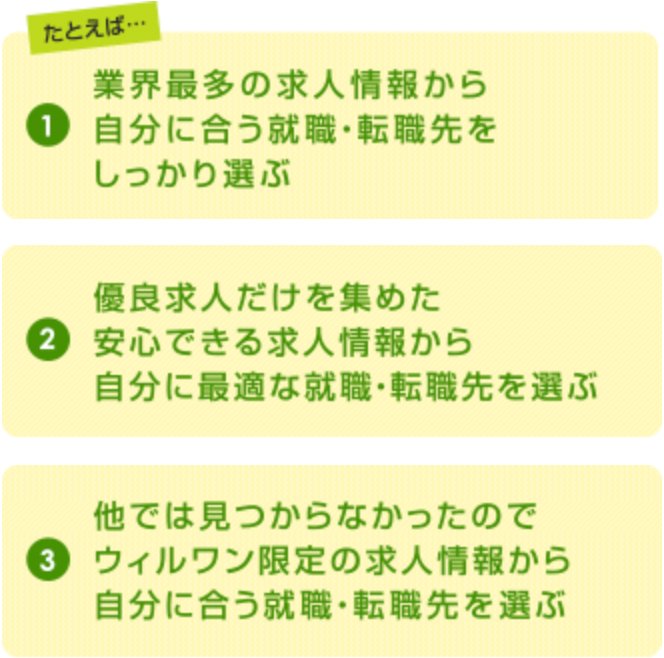 たとえば…
1 業界最多の求人情報から
自分に合う就職・転職先を
しっかり選ぶ
2 優良求人だけを集めた
安心できる求人情報から
自分に最適な就職・転職先を選ぶ
3 他では見つからなかったので
ウィルワン限定の求人情報から
自分に合う就職・転職先を選ぶ